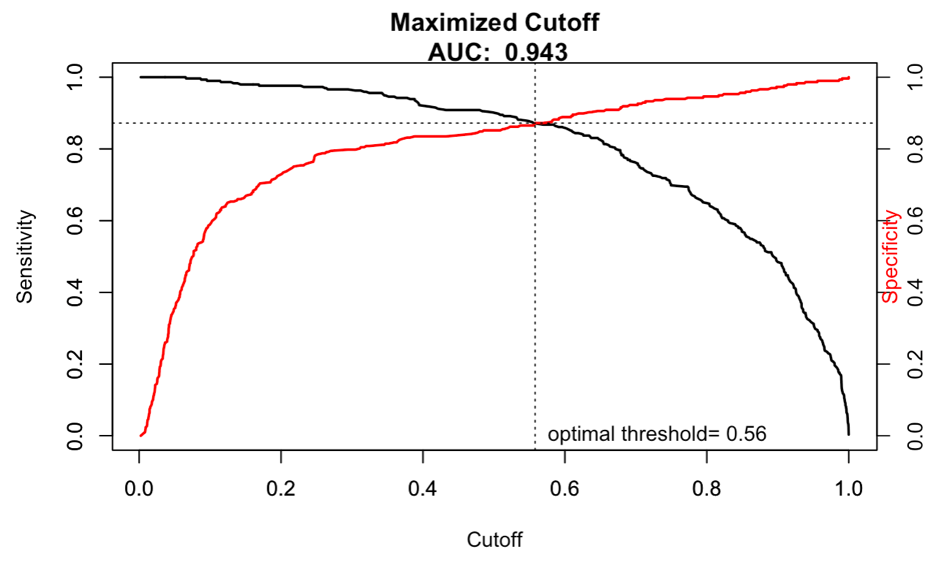 Maximized Cutoff
AUC: 0.943
1.0
0.8
0.6
0.4
0.2
0.0
Sensitivity
1.0
0.8
0.6
0.4
0.2
0.0
Specificity
optimal threshold= 0.56
0.0 0.2 0.4 0.6 0.8 1.0
Cutoff